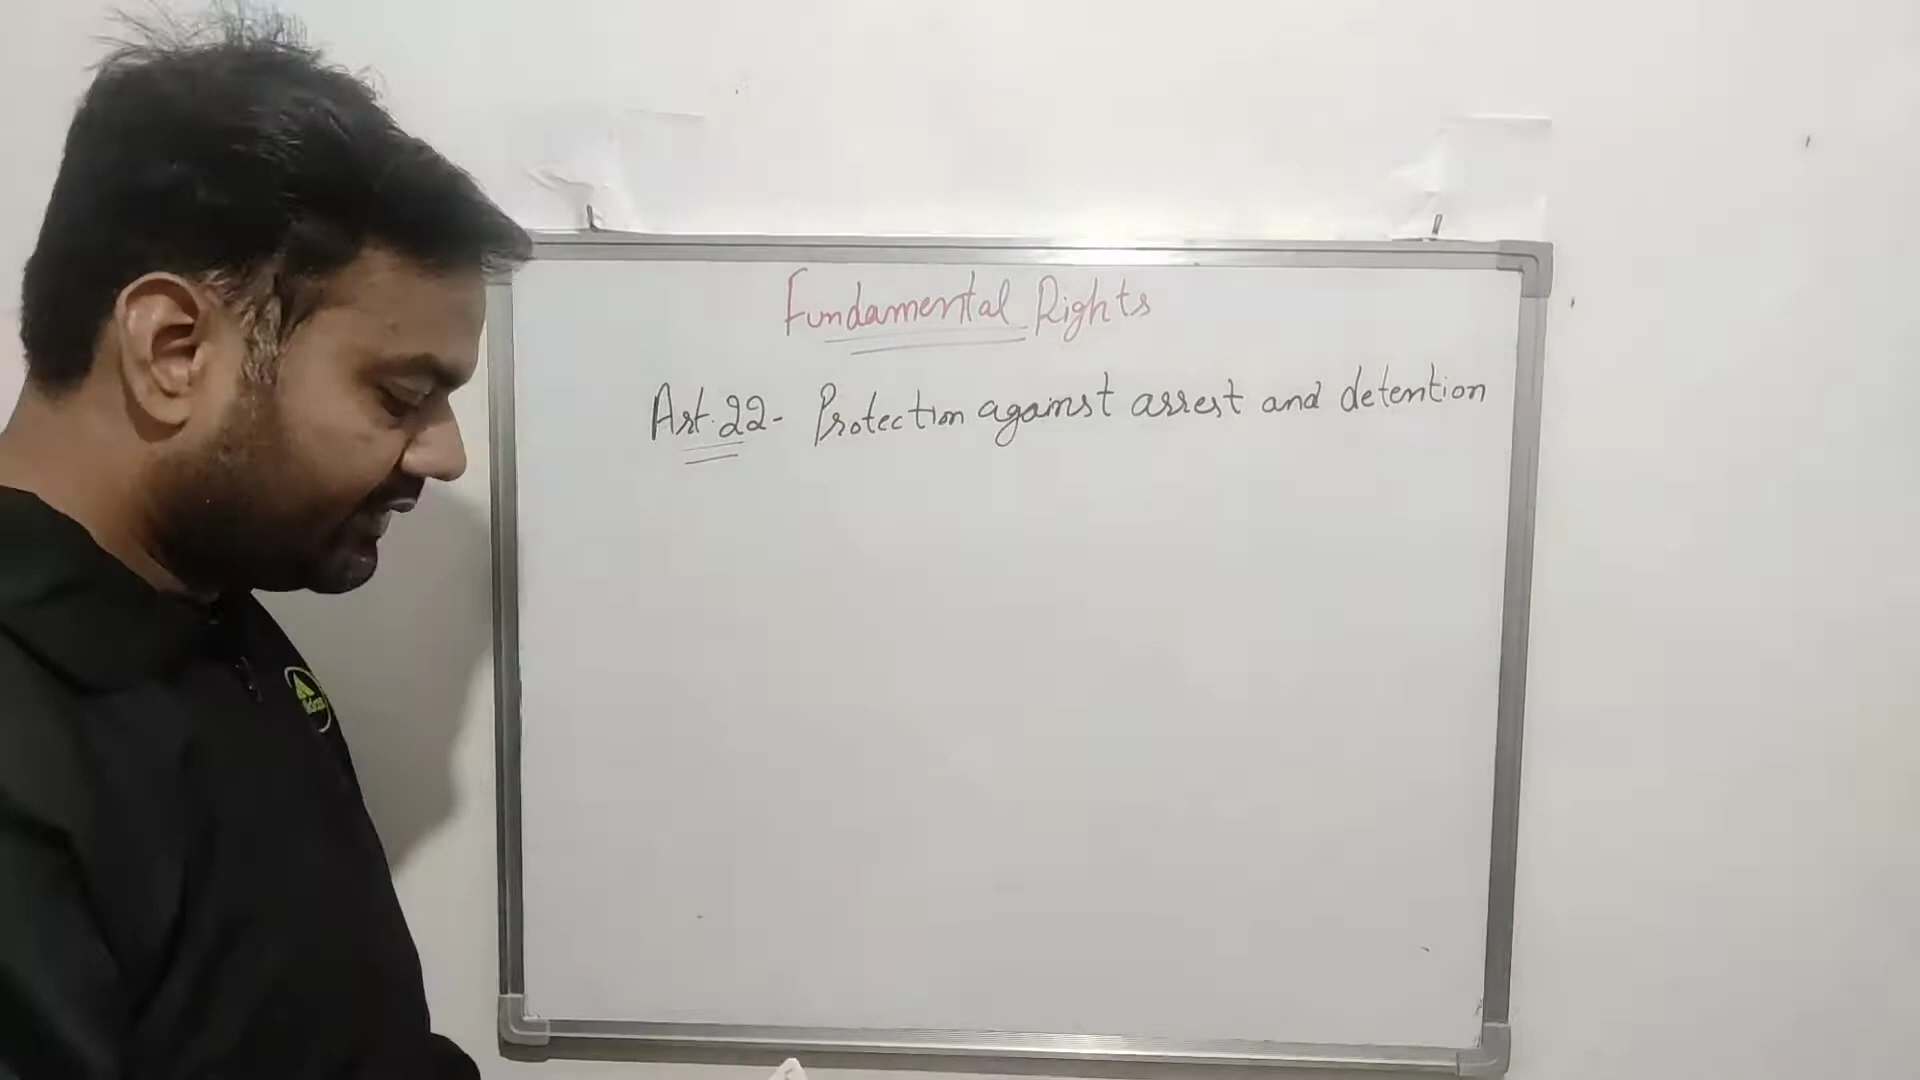 Fundamental Rights
Art. 22- Protection against arrest and detention